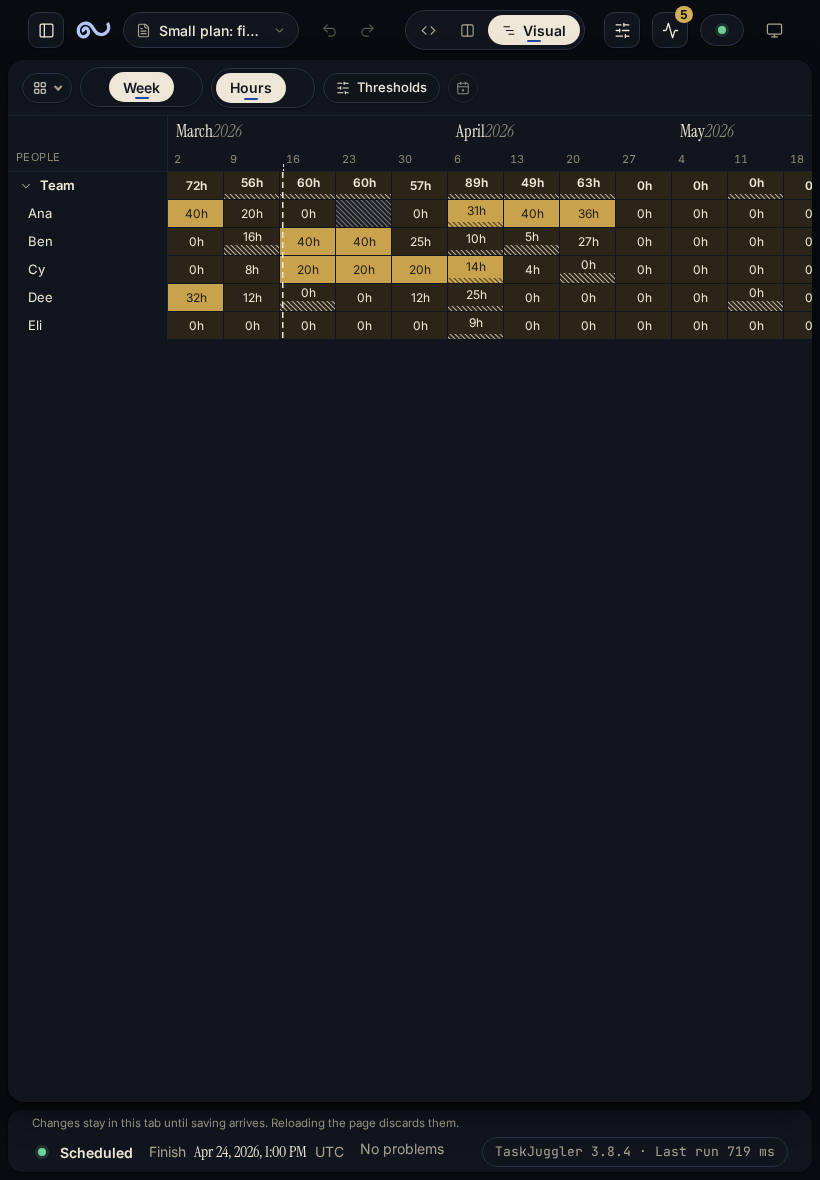 Small plan: fi... Visual 5
Week Hours Thresholds
March2026 April2026 May2026
PEOPLE 2 9 16 23 30 6 13 20 27 4 11 18
Team 72h 56h 60h 60h 57h 89h 49h 63h 0h 0h 0h 0
Ana 40h 20h 0h 0h 31h 40h 36h 0h 0h 0h 0
Ben 0h 16h 40h 40h 25h 10h 5h 27h 0h 0h 0h 0
Cy 0h 8h 20h 20h 20h 14h 4h 0h 0h 0h 0h 0
Dee 32h 12h 0h 0h 12h 25h 0h 0h 0h 0h 0h 0
Eli 0h 0h 0h 0h 0h 9h 0h 0h 0h 0h 0h 0
Changes stay in this tab until saving arrives. Reloading the page discards them.
Scheduled Finish Apr 24, 2026, 1:00 PM UTC No problems TaskJuggler 3.8.4 · Last run 719 ms